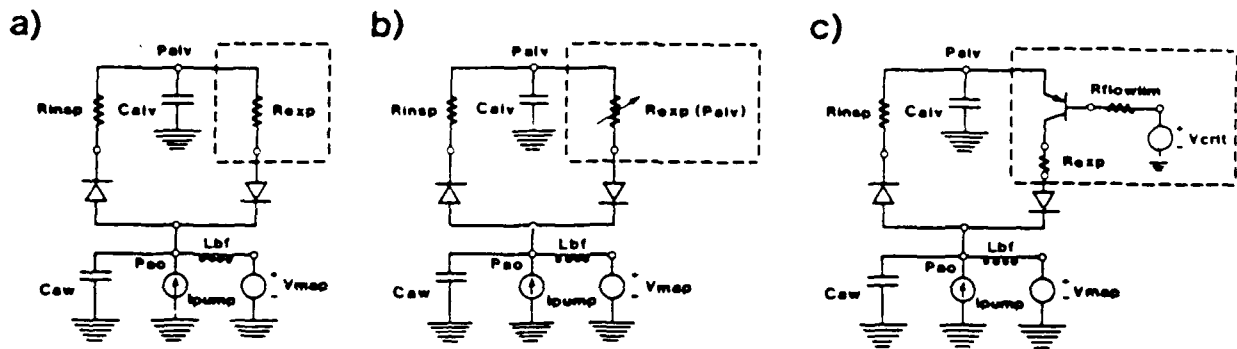 a)
Palv
Rinsp
Calv
Rexp
Caw
Pao
Lbf
Ipump
+
-
Vmap
b)
Palv
Rinsp
Calv
Rexp (Palv)
Caw
Pao
Lbf
Ipump
+
-
Vmap
c)
Palv
Rinsp
Calv
Rflowlim
+
-
Vcrit
Rexp
Caw
Pao
Lbf
Ipump
+
-
Vmap